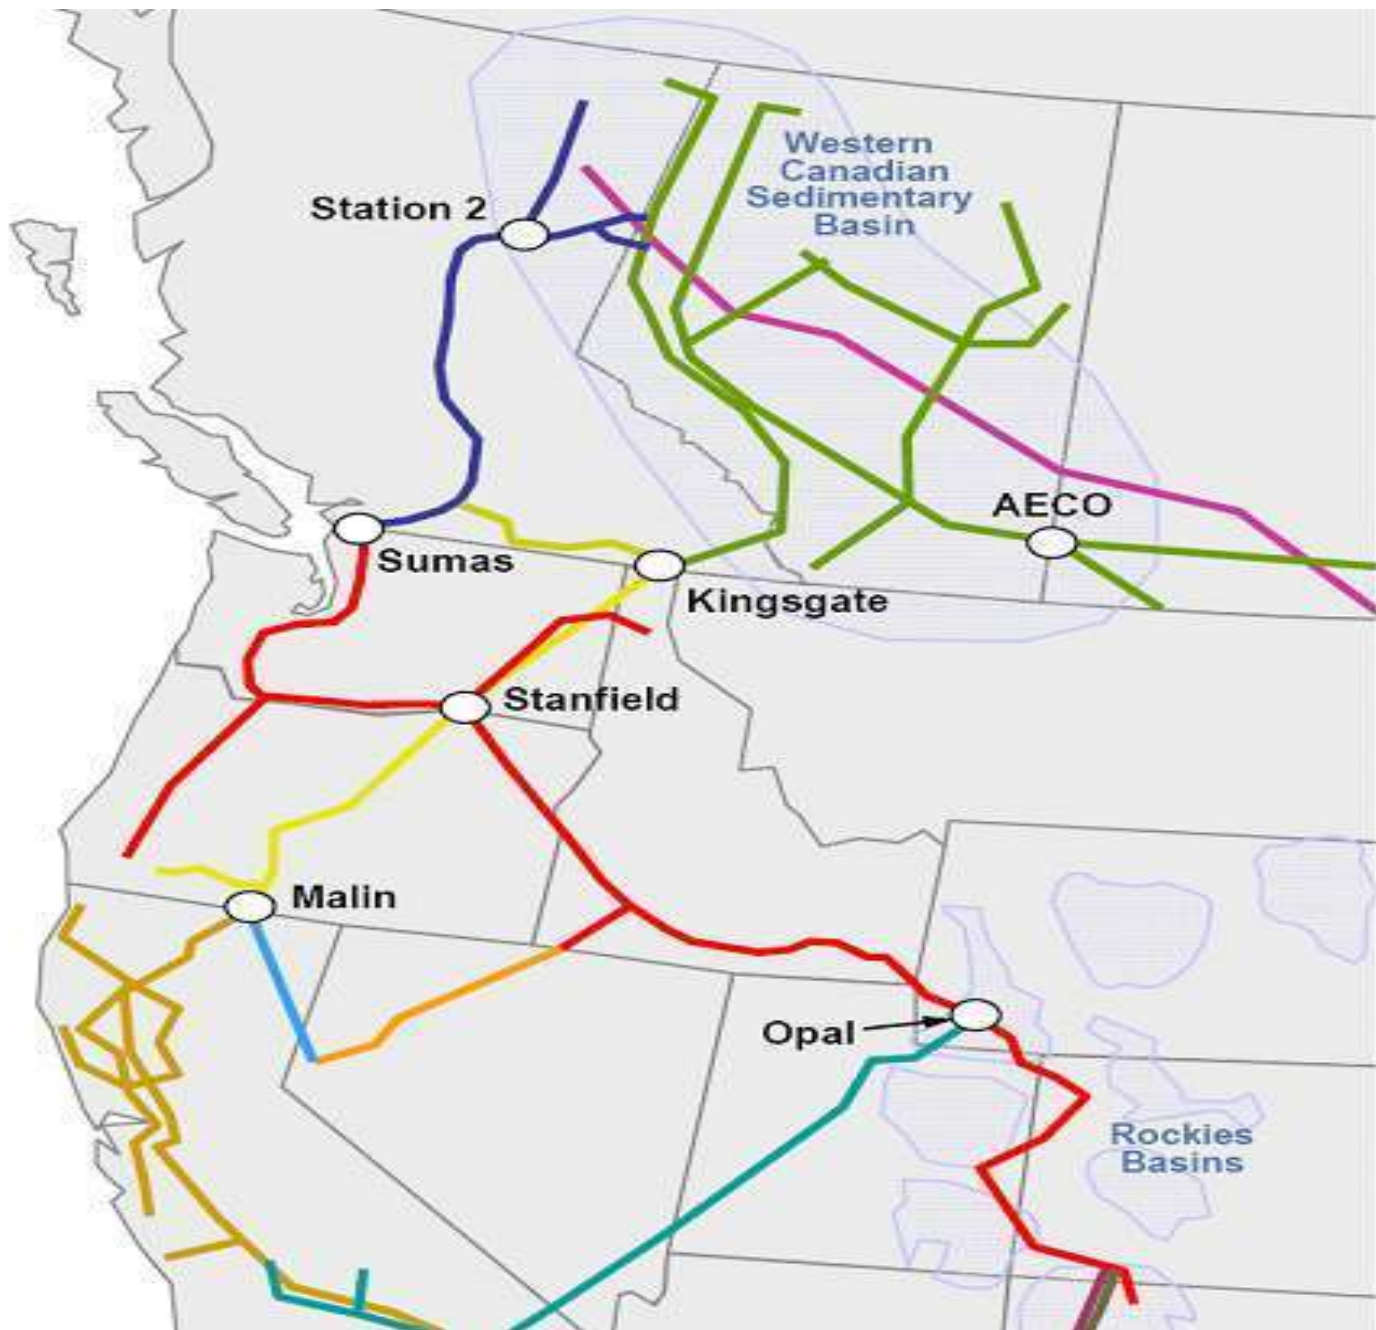 Western
Canadian
Sedimentary
Basin
Station 2
AECO
Sumas
Kingsgate
Stanfield
Malin
Opal
Rockies
Basins